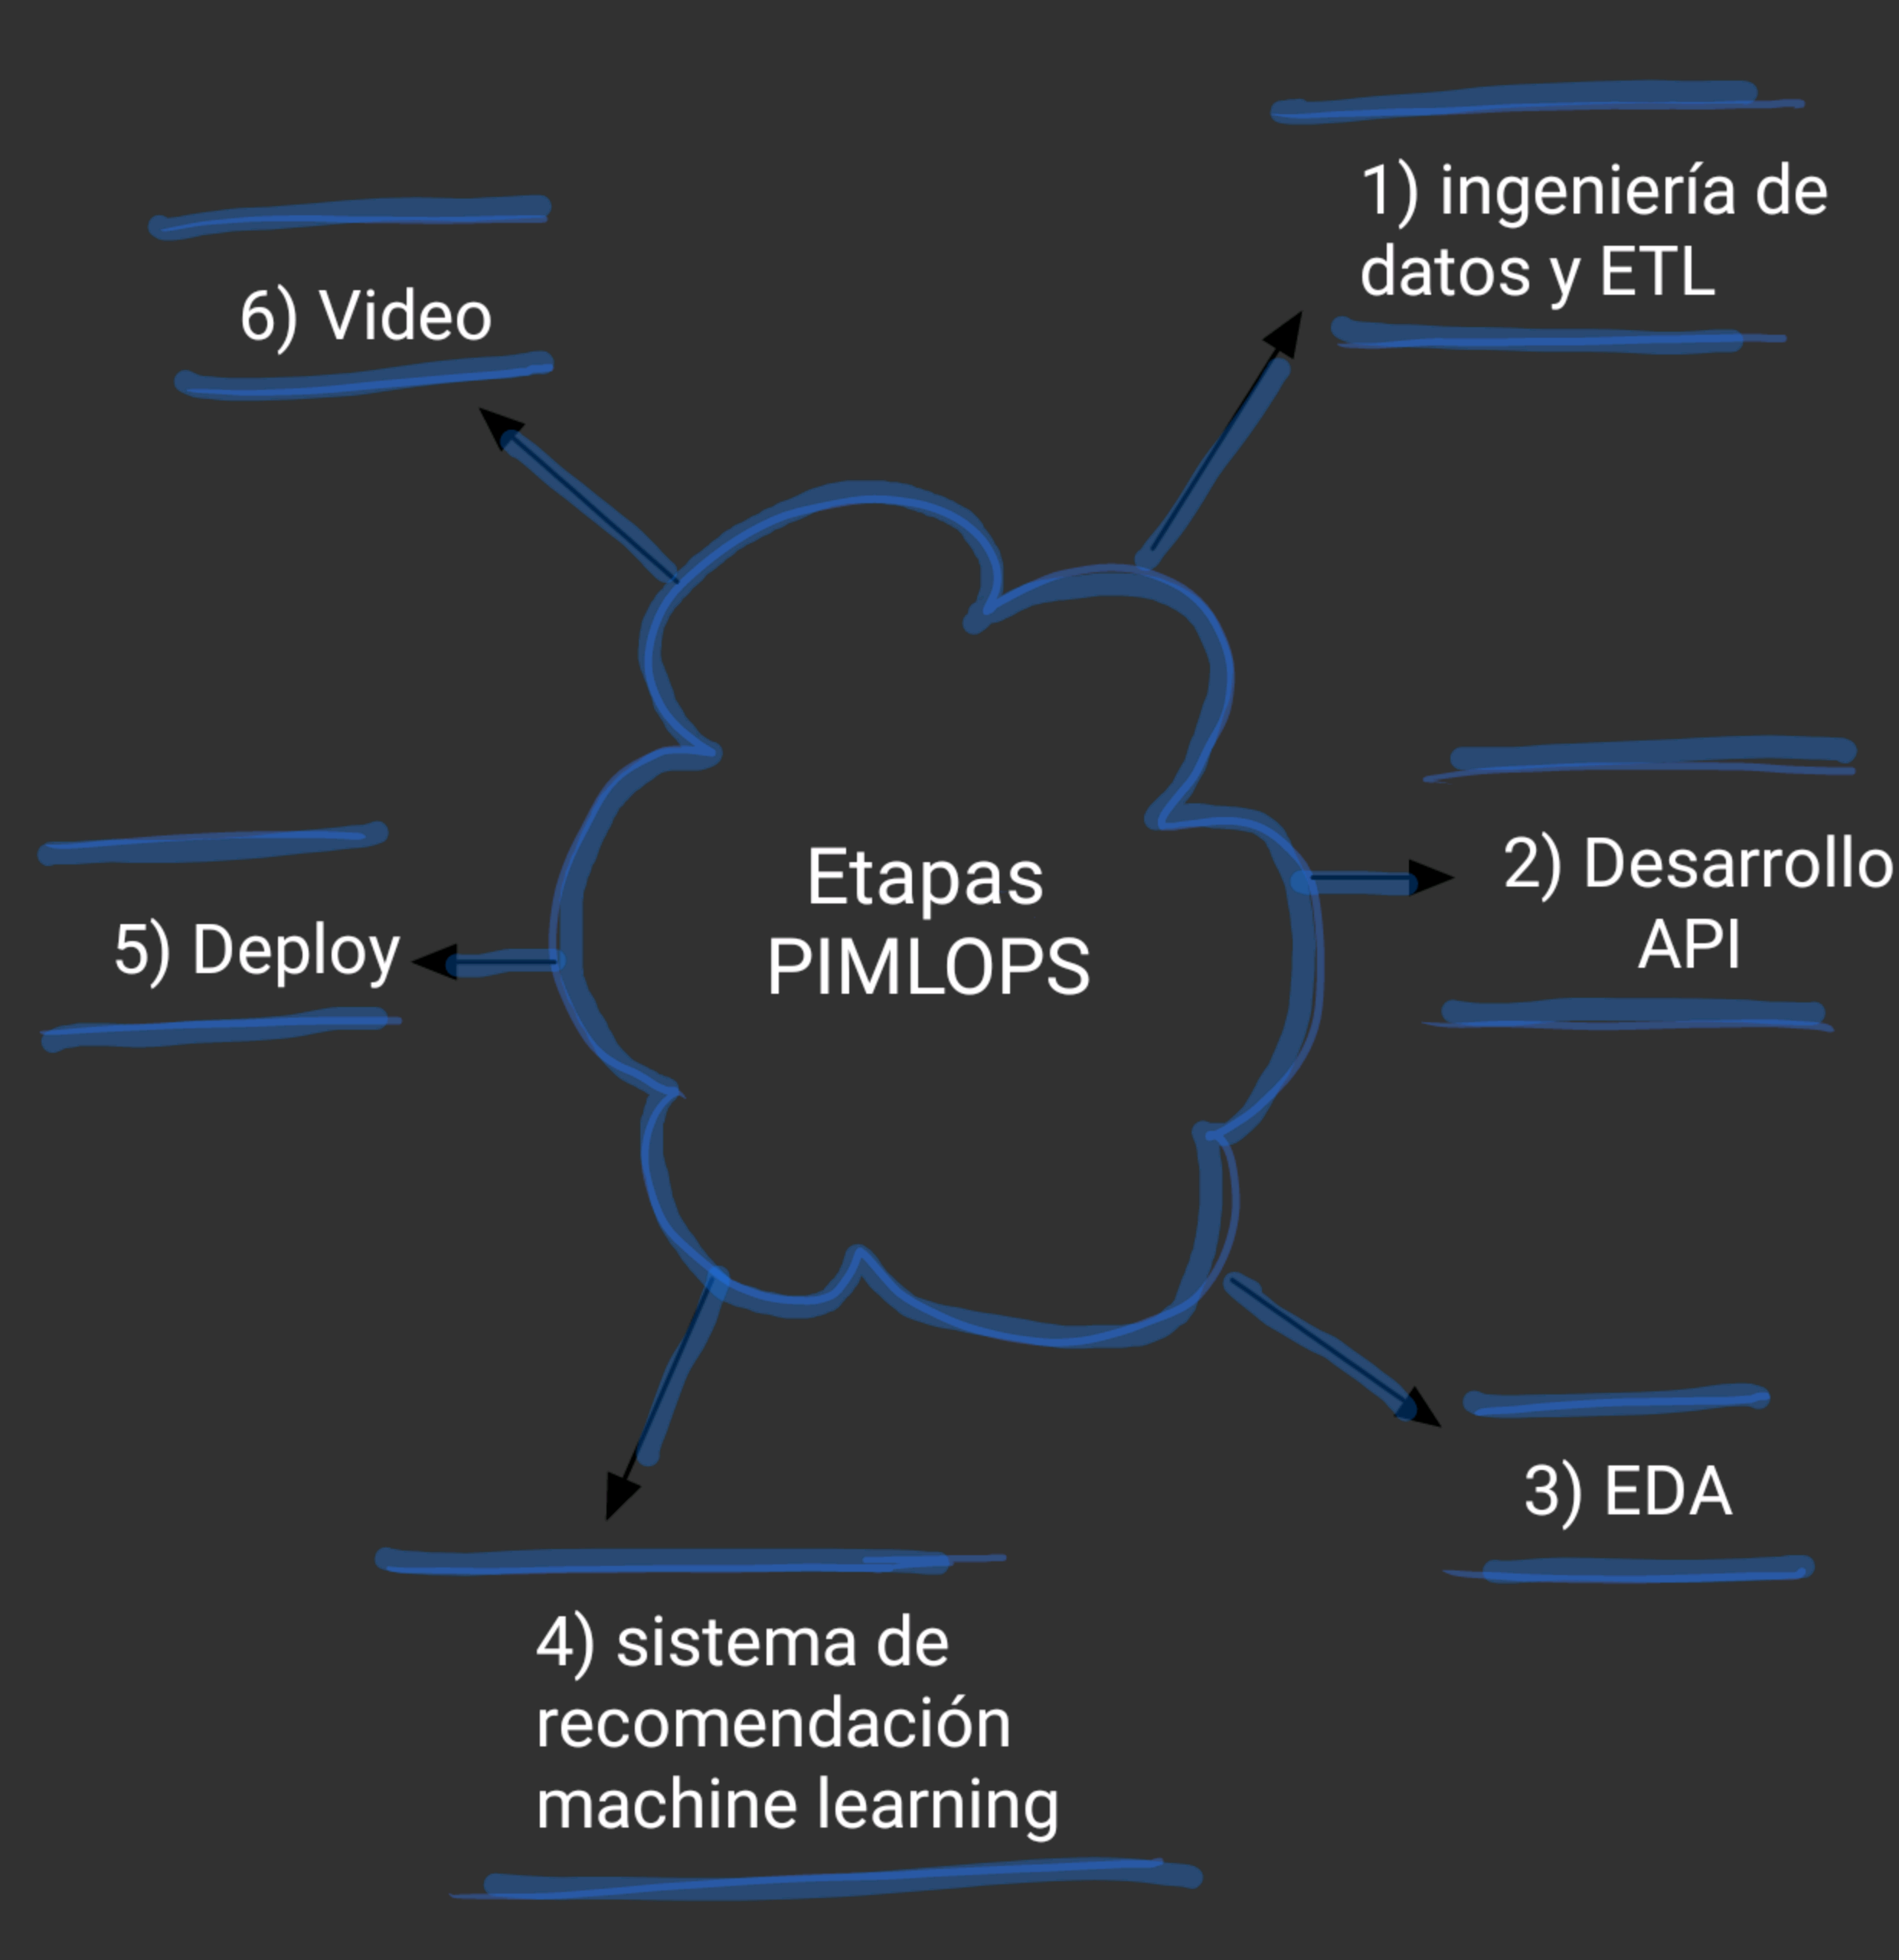 Etapas
PIMLOPS
1) ingeniería de
datos y ETL
2) Desarrollo
API
3) EDA
4) sistema de
recomendación
machine learning
5) Deploy
6) Video